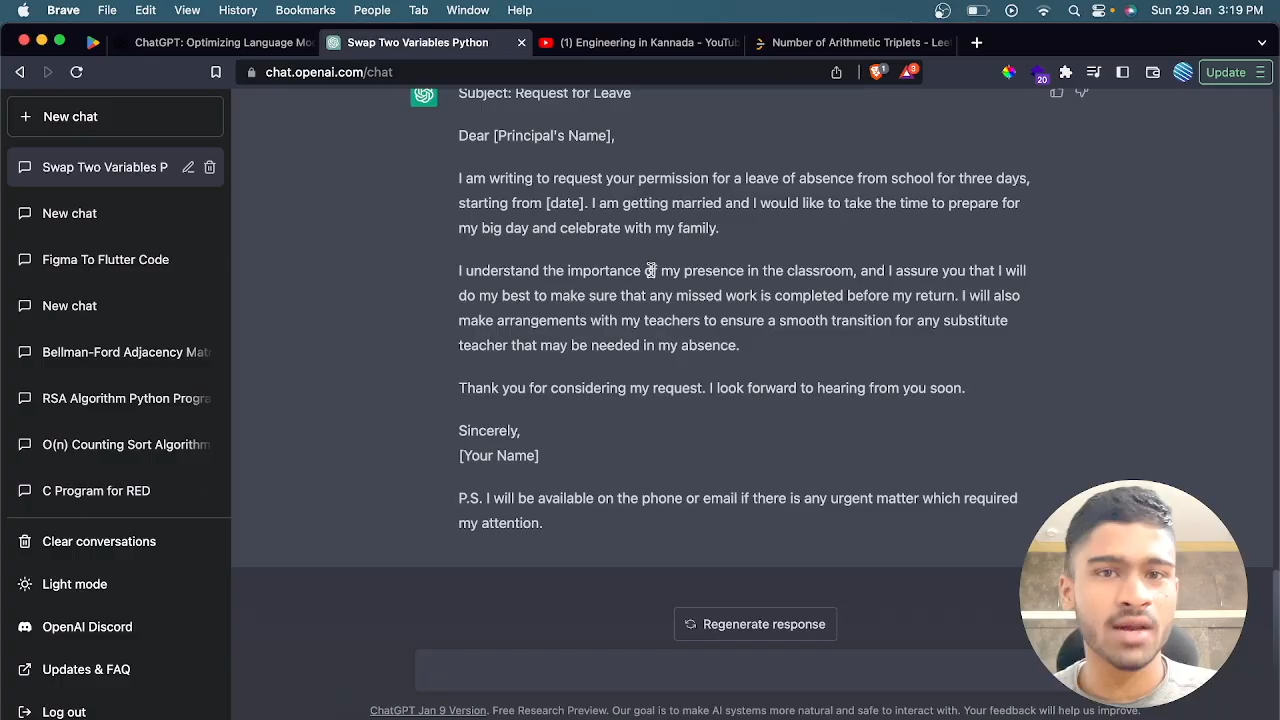 Brave File Edit View History Bookmarks People Tab Window Help Sun 29 Jan 3:19 PM
ChatGPT: Optimizing Language Mo Swap Two Variables Python (1) Engineering in Kannada - YouTu Number of Arithmetic Triplets - Lee
chat.openai.com/chat 1 3 20 Update
New chat
Swap Two Variables P
New chat
Figma To Flutter Code
New chat
Bellman-Ford Adjacency Mat
RSA Algorithm Python Progra
O(n) Counting Sort Algorithm
C Program for RED
Clear conversations
Light mode
OpenAI Discord
Updates & FAQ
Log out
Subject: Request for Leave
Dear [Principal's Name],
I am writing to request your permission for a leave of absence from school for three days,
starting from [date]. I am getting married and I would like to take the time to prepare for
my big day and celebrate with my family.
I understand the importance of my presence in the classroom, and I assure you that I will
do my best to make sure that any missed work is completed before my return. I will also
make arrangements with my teachers to ensure a smooth transition for any substitute
teacher that may be needed in my absence.
Thank you for considering my request. I look forward to hearing from you soon.
Sincerely,
[Your Name]
P.S. I will be available on the phone or email if there is any urgent matter which required
my attention.
Regenerate response
ChatGPT Jan 9 Version. Free Research Preview. Our goal is to make AI systems more natural and safe to interact with. Your feedback will help us improve.